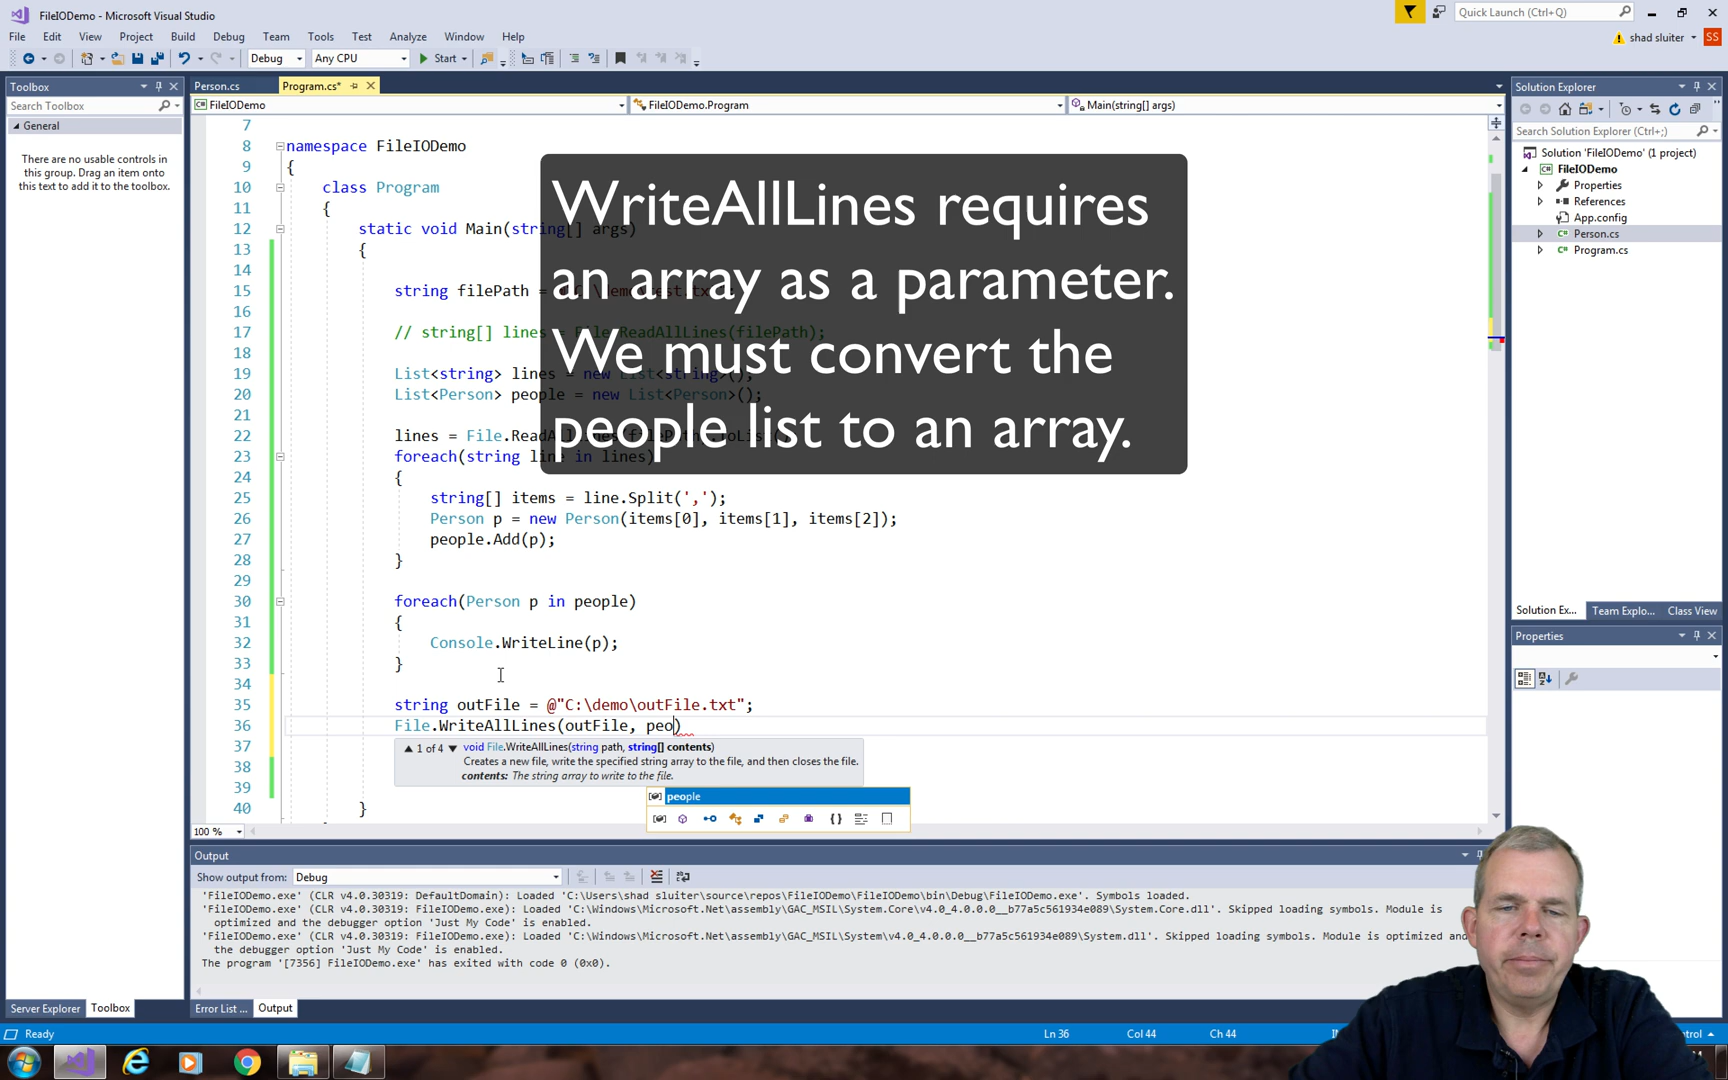 FileIODemo - Microsoft Visual Studio
Quick Launch (Ctrl+Q)
File Edit View Project Build Debug Team Tools Test Analyze Window Help
shad sluiter SS
Debug Any CPU Start
Toolbox
Search Toolbox
General
There are no usable controls in
this group. Drag an item onto
this text to add it to the toolbox.
Person.cs Program.cs*
FileIODemo FileIODemo.Program Main(string[] args)
7
8 namespace FileIODemo
9 {
10 class Program
11 {
12 static void Main(string[] args)
13 {
14
15 string filePath =
16
17 // string[] lines = File.ReadAllLines(filePath);
18
19 List<string> lines = new List<string>();
20 List<Person> people = new List<Person>();
21
22 lines = File.ReadAllLines(filePath).ToList();
23 foreach(string line in lines)
24 {
25 string[] items = line.Split(',');
26 Person p = new Person(items[0], items[1], items[2]);
27 people.Add(p);
28 }
29
30 foreach(Person p in people)
31 {
32 Console.WriteLine(p);
33 }
34
35 string outFile = @"C:\demo\outFile.txt";
36 File.WriteAllLines(outFile, peo)
37
38
39
40 }
WriteAllLines requires
an array as a parameter.
We must convert the
people list to an array.
1 of 4 void File.WriteAllLines(string path, string[] contents)
Creates a new file, write the specified string array to the file, and then closes the file.
contents: The string array to write to the file.
people
100 %
Output
Show output from: Debug
'FileIODemo.exe' (CLR v4.0.30319: DefaultDomain): Loaded 'C:\Users\shad sluiter\source\repos\FileIODemo\FileIODemo\bin\Debug\FileIODemo.exe'. Symbols loaded.
'FileIODemo.exe' (CLR v4.0.30319: FileIODemo.exe): Loaded 'C:\Windows\Microsoft.Net\assembly\GAC_MSIL\System.Core\v4.0_4.0.0.0__b77a5c561934e089\System.Core.dll'. Skipped loading symbols. Module is
optimized and the debugger option 'Just My Code' is enabled.
'FileIODemo.exe' (CLR v4.0.30319: FileIODemo.exe): Loaded 'C:\Windows\Microsoft.Net\assembly\GAC_MSIL\System\v4.0_4.0.0.0__b77a5c561934e089\System.dll'. Skipped loading symbols. Module is optimized and
the debugger option 'Just My Code' is enabled.
The program '[7356] FileIODemo.exe' has exited with code 0 (0x0).
Solution Explorer
Search Solution Explorer (Ctrl+;)
Solution 'FileIODemo' (1 project)
FileIODemo
Properties
References
App.config
Person.cs
Program.cs
Solution Ex... Team Explo... Class View
Properties
Server Explorer Toolbox Error List ... Output
Ready Ln 36 Col 44 Ch 44